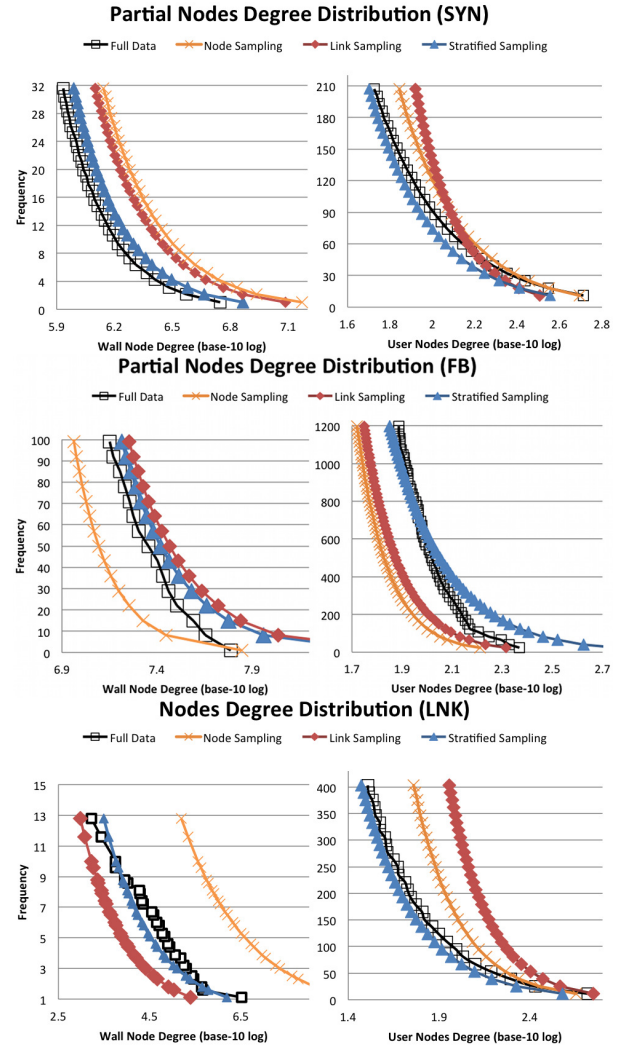 Partial Nodes Degree Distribution (SYN)
Full Data Node Sampling Link Sampling Stratified Sampling
Frequency
32
28
24
20
16
12
8
4
0
5.9 6.2 6.5 6.8 7.1
Wall Node Degree (base-10 log)
210
180
150
120
90
60
30
0
1.6 1.8 2 2.2 2.4 2.6 2.8
User Nodes Degree (base-10 log)
Partial Nodes Degree Distribution (FB)
Full Data Node Sampling Link Sampling Stratified Sampling
Frequency
100
90
80
70
60
50
40
30
20
10
0
6.9 7.4 7.9
Wall Node Degree (base-10 log)
1200
1000
800
600
400
200
0
1.7 1.9 2.1 2.3 2.5 2.7
User Nodes Degree (base-10 log)
Nodes Degree Distribution (LNK)
Full Data Node Sampling Link Sampling Stratified Sampling
Frequency
15
13
11
9
7
5
3
1
2.5 4.5 6.5
Wall Node Degree (base-10 log)
400
350
300
250
200
150
100
50
0
1.4 1.9 2.4
User Nodes Degree (base-10 log)